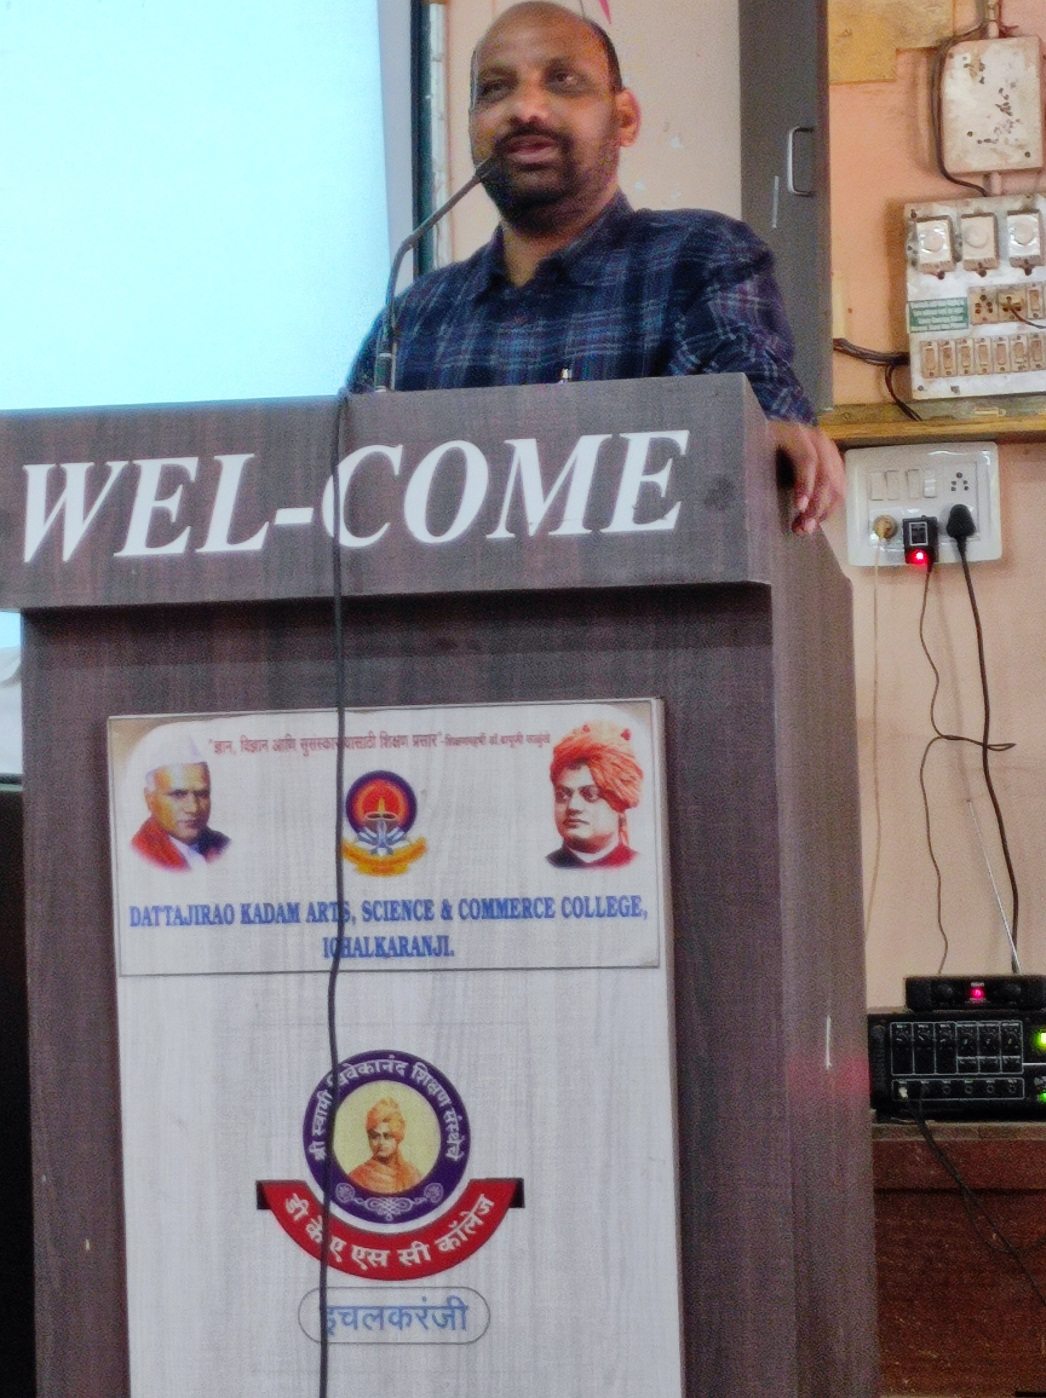 WEL-COME
"ज्ञान, विज्ञान आणि सुसंस्कार यासाठी शिक्षण प्रसार"
DATTAJIRAO KADAM ARTS, SCIENCE & COMMERCE COLLEGE,
ICHALKARANJI.
श्री स्वामी विवेकानंद शिक्षण संस्थेचे
डी के ए एस सी कॉलेज
इचलकरंजी